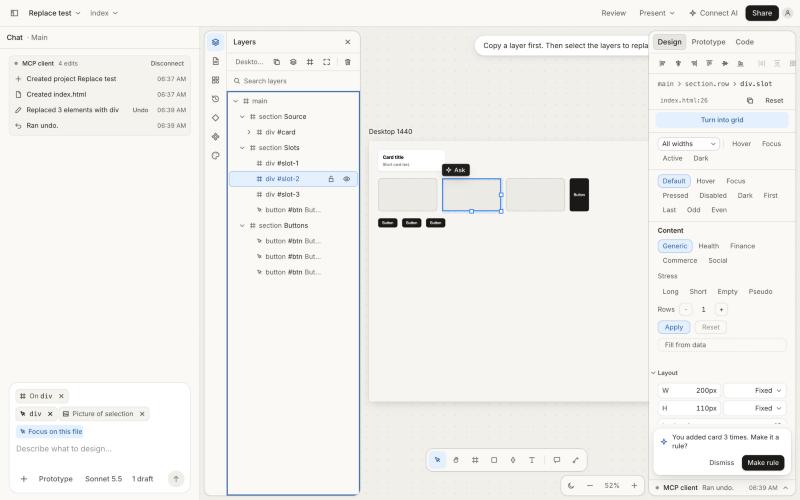 Replace test
index
Review
Present
Connect AI
Share
Chat · Main
MCP client 4 edits Disconnect
Created project Replace test 06:37 AM
Created index.html 06:37 AM
Replaced 3 elements with div Undo 06:39 AM
Ran undo. 06:39 AM
On div
div
Picture of selection
Focus on this file
Describe what to design...
Prototype Sonnet 5.5 1 draft
Layers
Deskto...
Search layers
main
section Source
div #card
section Slots
div #slot-1
div #slot-2
div #slot-3
button #btn But...
section Buttons
button #btn But...
button #btn But...
button #btn But...
Copy a layer first. Then select the layers to repla
Desktop 1440
Card title
Short card text.
Ask
Button
Button Button Button
52%
Design Prototype Code
main > section.row > div.slot
index.html:26 Reset
Turn into grid
All widths Hover Focus
Active Dark
Default Hover Focus
Pressed Disabled Dark First
Last Odd Even
Content
Generic Health Finance
Commerce Social
Stress
Long Short Empty Pseudo
Rows - 1 +
Apply Reset
Fill from data
Layout
W 200px Fixed
H 110px Fixed
You added card 3 times. Make it a
rule?
Dismiss Make rule
MCP client Ran undo. 06:39 AM